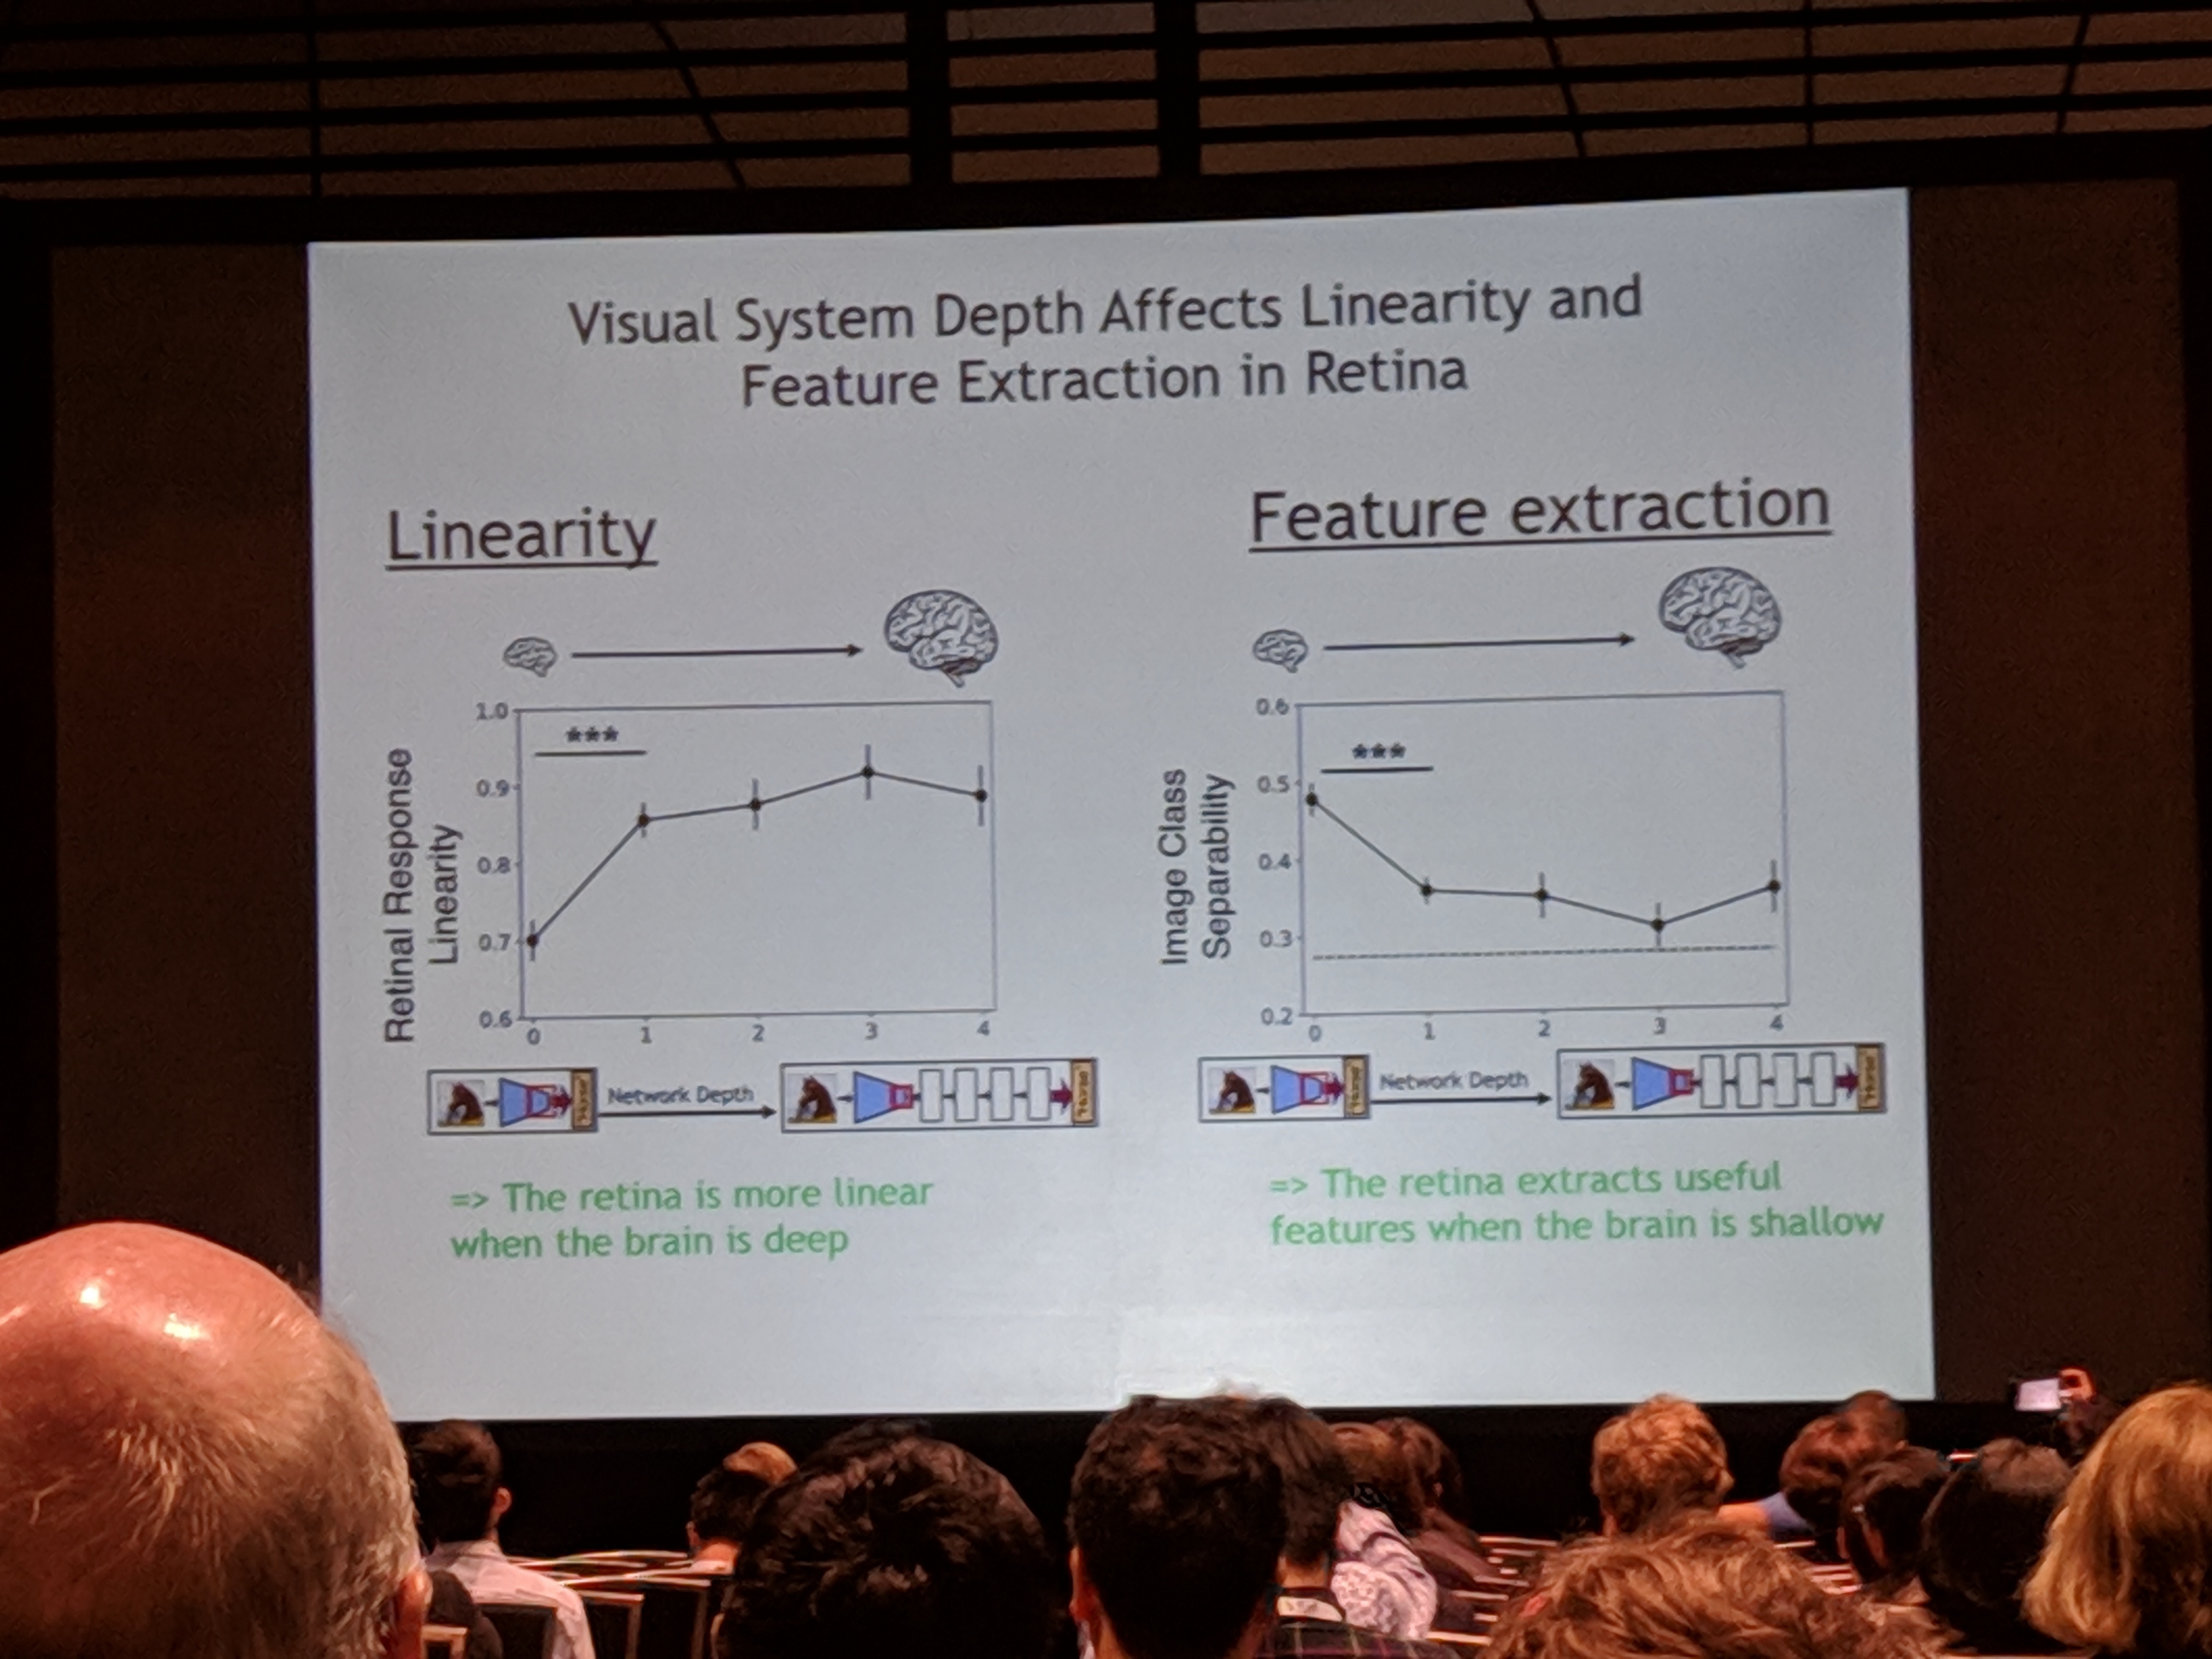 Visual System Depth Affects Linearity and
Feature Extraction in Retina
Linearity
Feature extraction
Retinal Response
Linearity
1.0
0.9
0.8
0.7
0.6
***
0
1
2
3
4
Network Depth
=> The retina is more linear
when the brain is deep
Image Class
Separability
0.6
0.5
0.4
0.3
0.2
***
0
1
2
3
4
Network Depth
=> The retina extracts useful
features when the brain is shallow